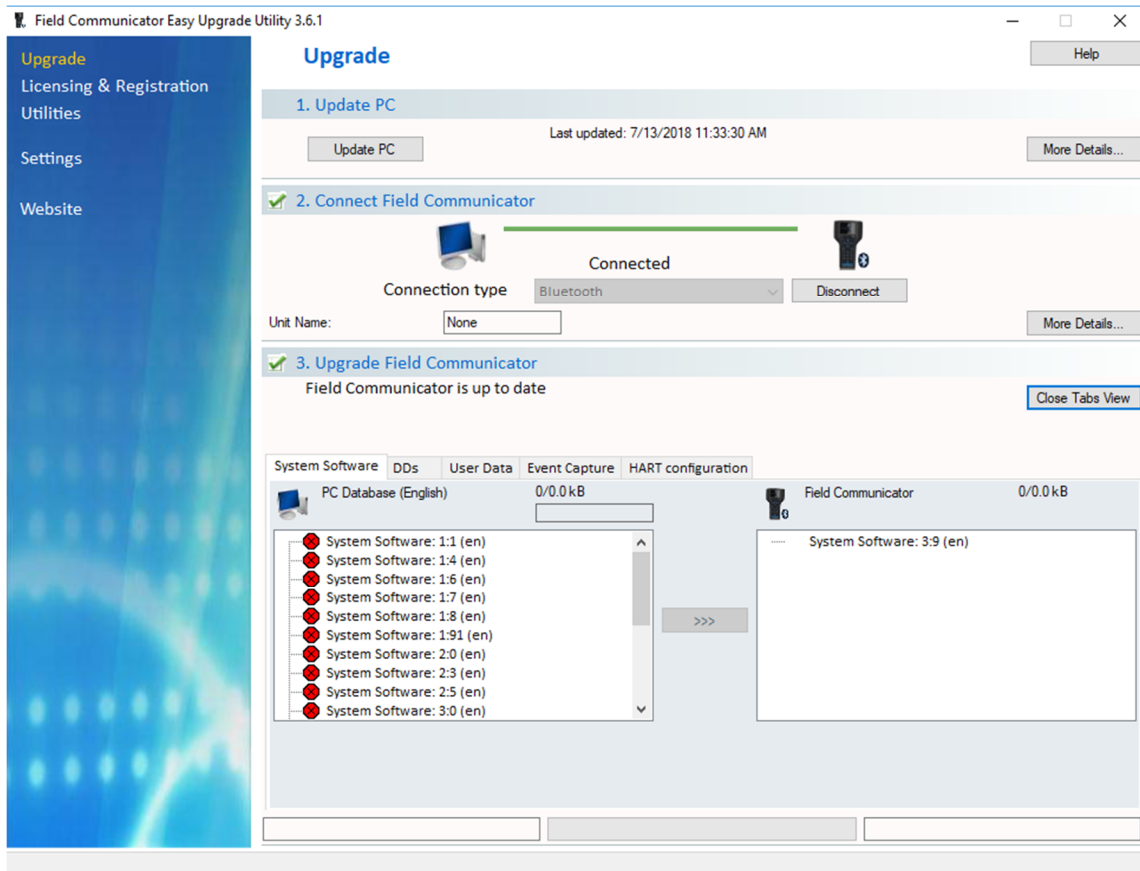 Field Communicator Easy Upgrade Utility 3.6.1
Upgrade
Licensing & Registration
Utilities
Settings
Website
Upgrade
Help
1. Update PC
Update PC
Last updated: 7/13/2018 11:33:30 AM
More Details...
2. Connect Field Communicator
Connected
Connection type
Bluetooth
Disconnect
Unit Name:
None
More Details...
3. Upgrade Field Communicator
Field Communicator is up to date
Close Tabs View
System Software
DDs
User Data
Event Capture
HART configuration
PC Database (English)
0/0.0 kB
Field Communicator
0/0.0 kB
System Software: 1:1 (en)
System Software: 1:4 (en)
System Software: 1:6 (en)
System Software: 1:7 (en)
System Software: 1:8 (en)
System Software: 1:91 (en)
System Software: 2:0 (en)
System Software: 2:3 (en)
System Software: 2:5 (en)
System Software: 3:0 (en)
>>>
System Software: 3:9 (en)